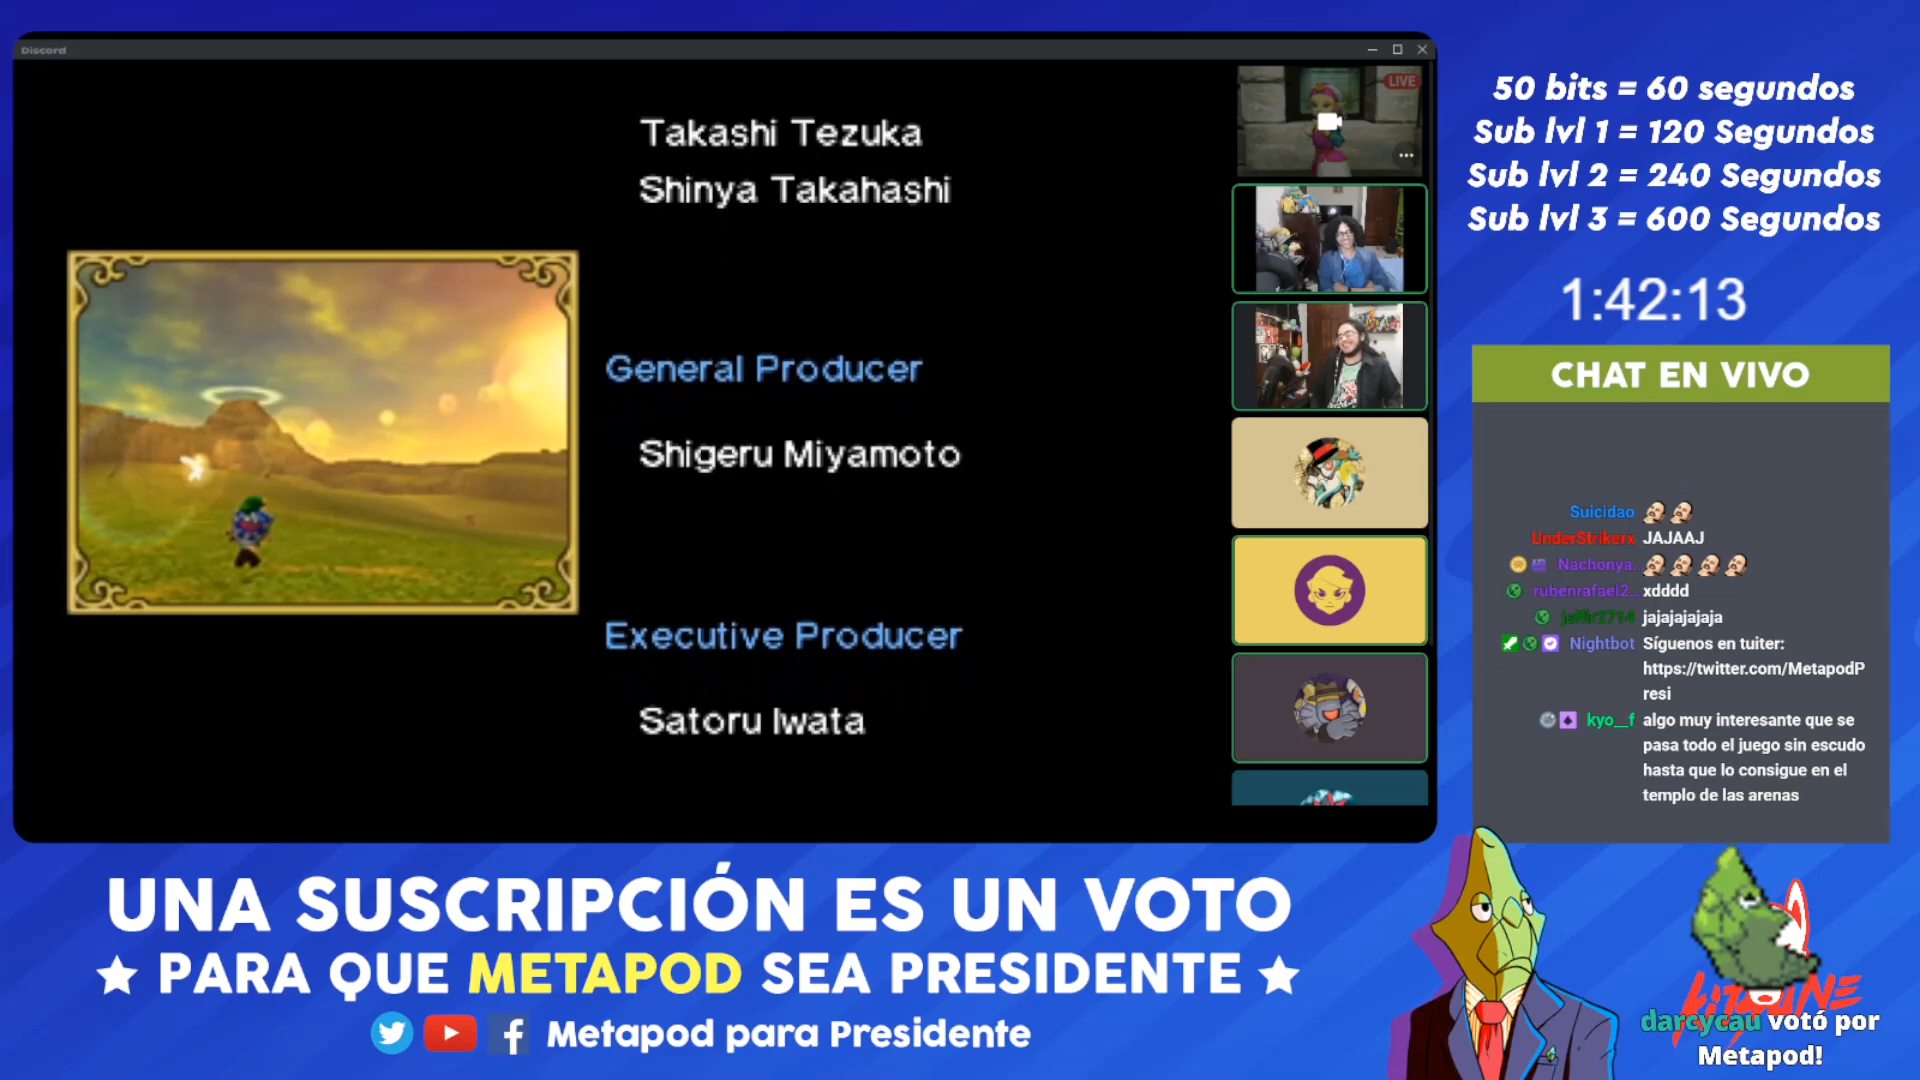 Discord
Takashi Tezuka
Shinya Takahashi
General Producer
Shigeru Miyamoto
Executive Producer
Satoru Iwata
LIVE
50 bits = 60 segundos
Sub lvl 1 = 120 Segundos
Sub lvl 2 = 240 Segundos
Sub lvl 3 = 600 Segundos
1:42:13
CHAT EN VIVO
Suicidao
UnderStrikerx JAJAAJ
Nachonya...
rubenrafael2... xdddd
jeffic2714 jajajajajaja
Nightbot Síguenos en tuiter:
https://twitter.com/MetapodP
resi
kyo__f algo muy interesante que se
pasa todo el juego sin escudo
hasta que lo consigue en el
templo de las arenas
UNA SUSCRIPCIÓN ES UN VOTO
PARA QUE METAPOD SEA PRESIDENTE
Metapod para Presidente
darcycau votó por
Metapod!